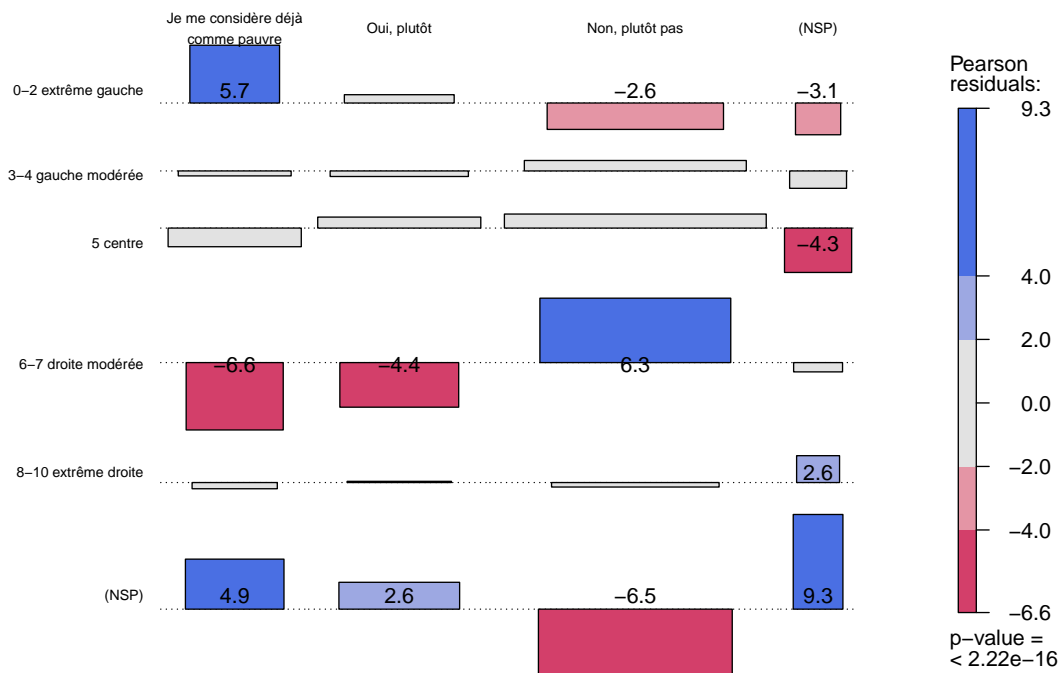 Je me considère déjà
comme pauvre
Oui, plutôt
Non, plutôt pas
(NSP)
Pearson
residuals:
0−2 extrême gauche
5.7
−2.6
−3.1
9.3
3−4 gauche modérée
5 centre
−4.3
4.0
2.0
6−7 droite modérée
−6.6
−4.4
6.3
0.0
8−10 extrême droite
2.6
−2.0
−4.0
(NSP)
4.9
2.6
−6.5
9.3
−6.6
p−value =
< 2.22e−16